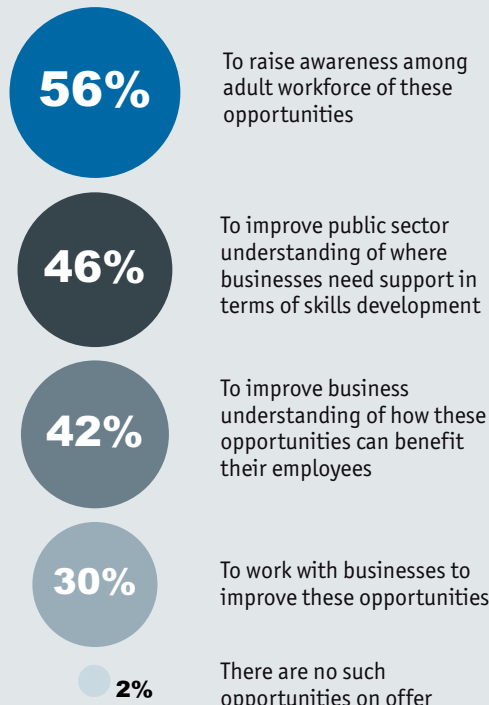 56%
To raise awareness among
adult workforce of these
opportunities
46%
To improve public sector
understanding of where
businesses need support in
terms of skills development
42%
To improve business
understanding of how these
opportunities can benefit
their employees
30%
To work with businesses to
improve these opportunities
2%
There are no such
opportunities on offer